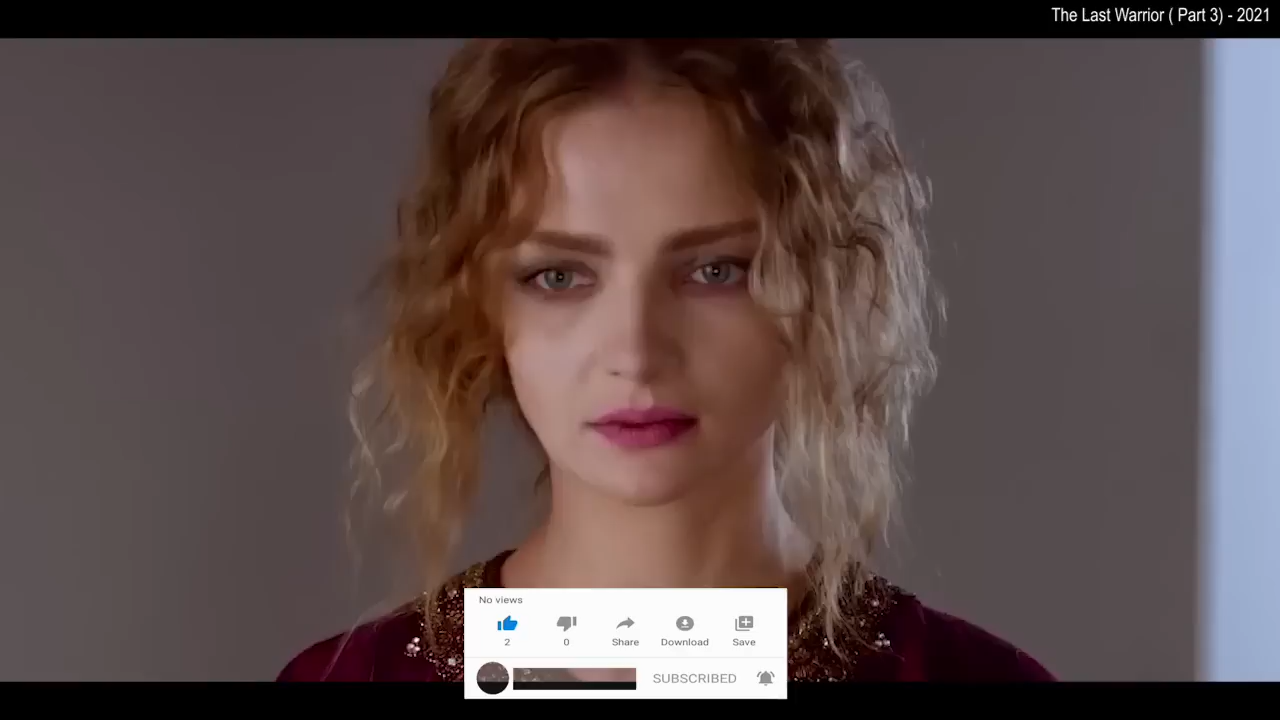 The Last Warrior ( Part 3) - 2021
No views
2
0
Share
Download
Save
SUBSCRIBED